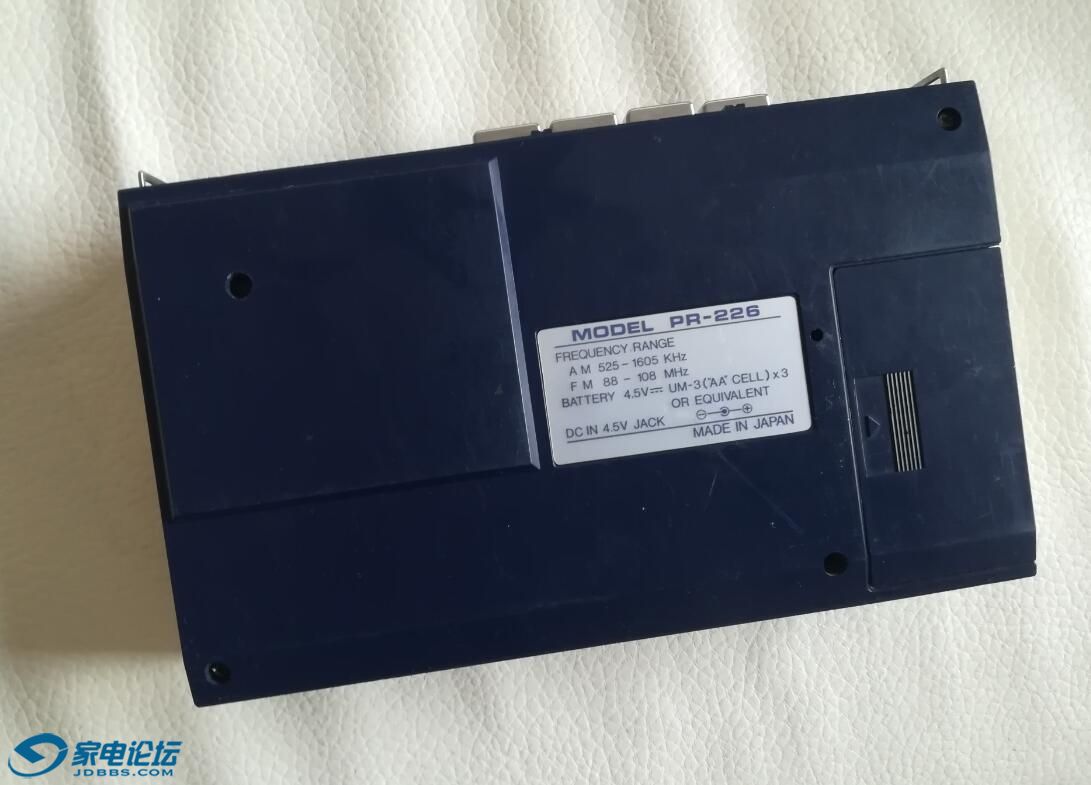 MODEL PR-226
FREQUENCY RANGE
AM 525-1605 KHz
FM 88 - 108 MHz
BATTERY 4.5V⎓ UM-3 ("AA" CELL) x 3
OR EQUIVALENT
DC IN 4.5V JACK ⊖-●-⊕
MADE IN JAPAN
家电论坛
JDBBS.COM